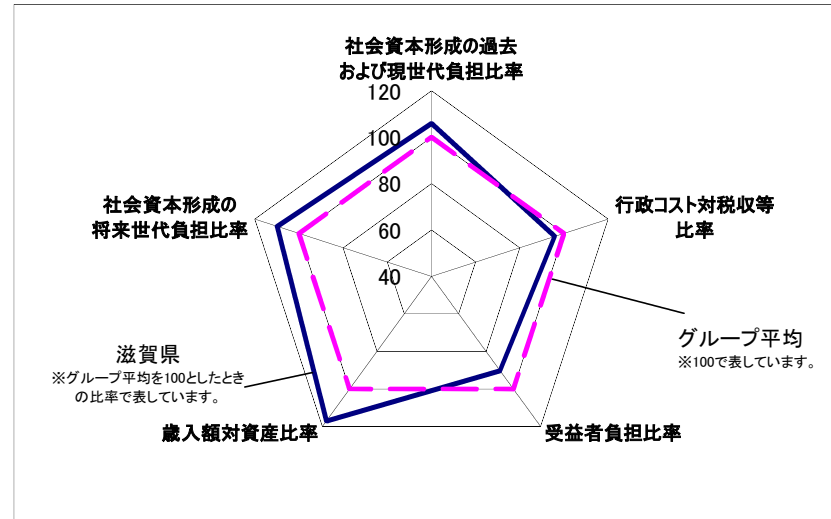 社会資本形成の過去
および現世代負担比率
120
100
80
60
40
社会資本形成の
将来世代負担比率
行政コスト対税収等
比率
滋賀県
※グループ平均を100としたとき
の比率で表しています。
グループ平均
※100で表しています。
歳入額対資産比率
受益者負担比率